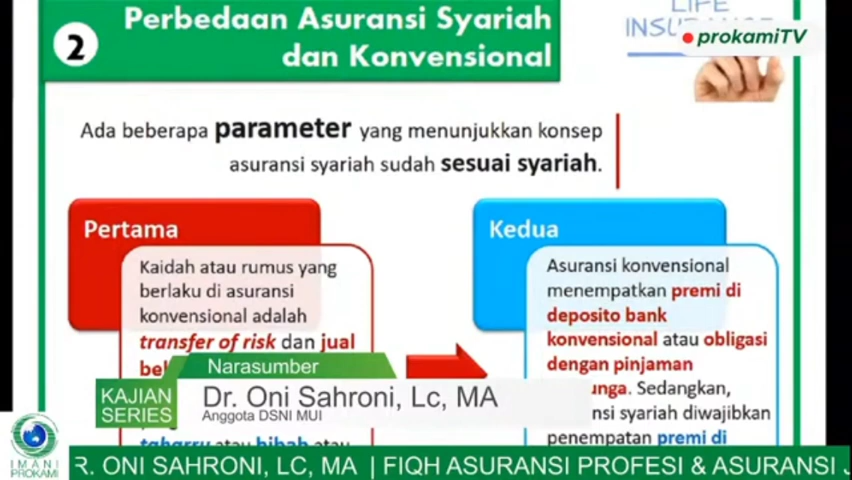 2
Perbedaan Asuransi Syariah
dan Konvensional
LIFE
prokamiTV
Ada beberapa parameter yang menunjukkan konsep
asuransi syariah sudah sesuai syariah.
Pertama
Kaidah atau rumus yang
berlaku di asuransi
konvensional adalah
transfer of risk dan jual
Kedua
Asuransi konvensional
menempatkan premi di
deposito bank
konvensional atau obligasi
dengan pinjaman
Sedangkan,
syariah diwajibkan
penempatan premi di
Narasumber
KAJIAN
SERIES
Dr. Oni Sahroni, Lc, MA
Anggota DSNI MUI
tabarru atau hibah atau
IMANI
PROKAMI
R. ONI SAHRONI, LC, MA | FIQH ASURANSI PROFESI & ASURANSI J